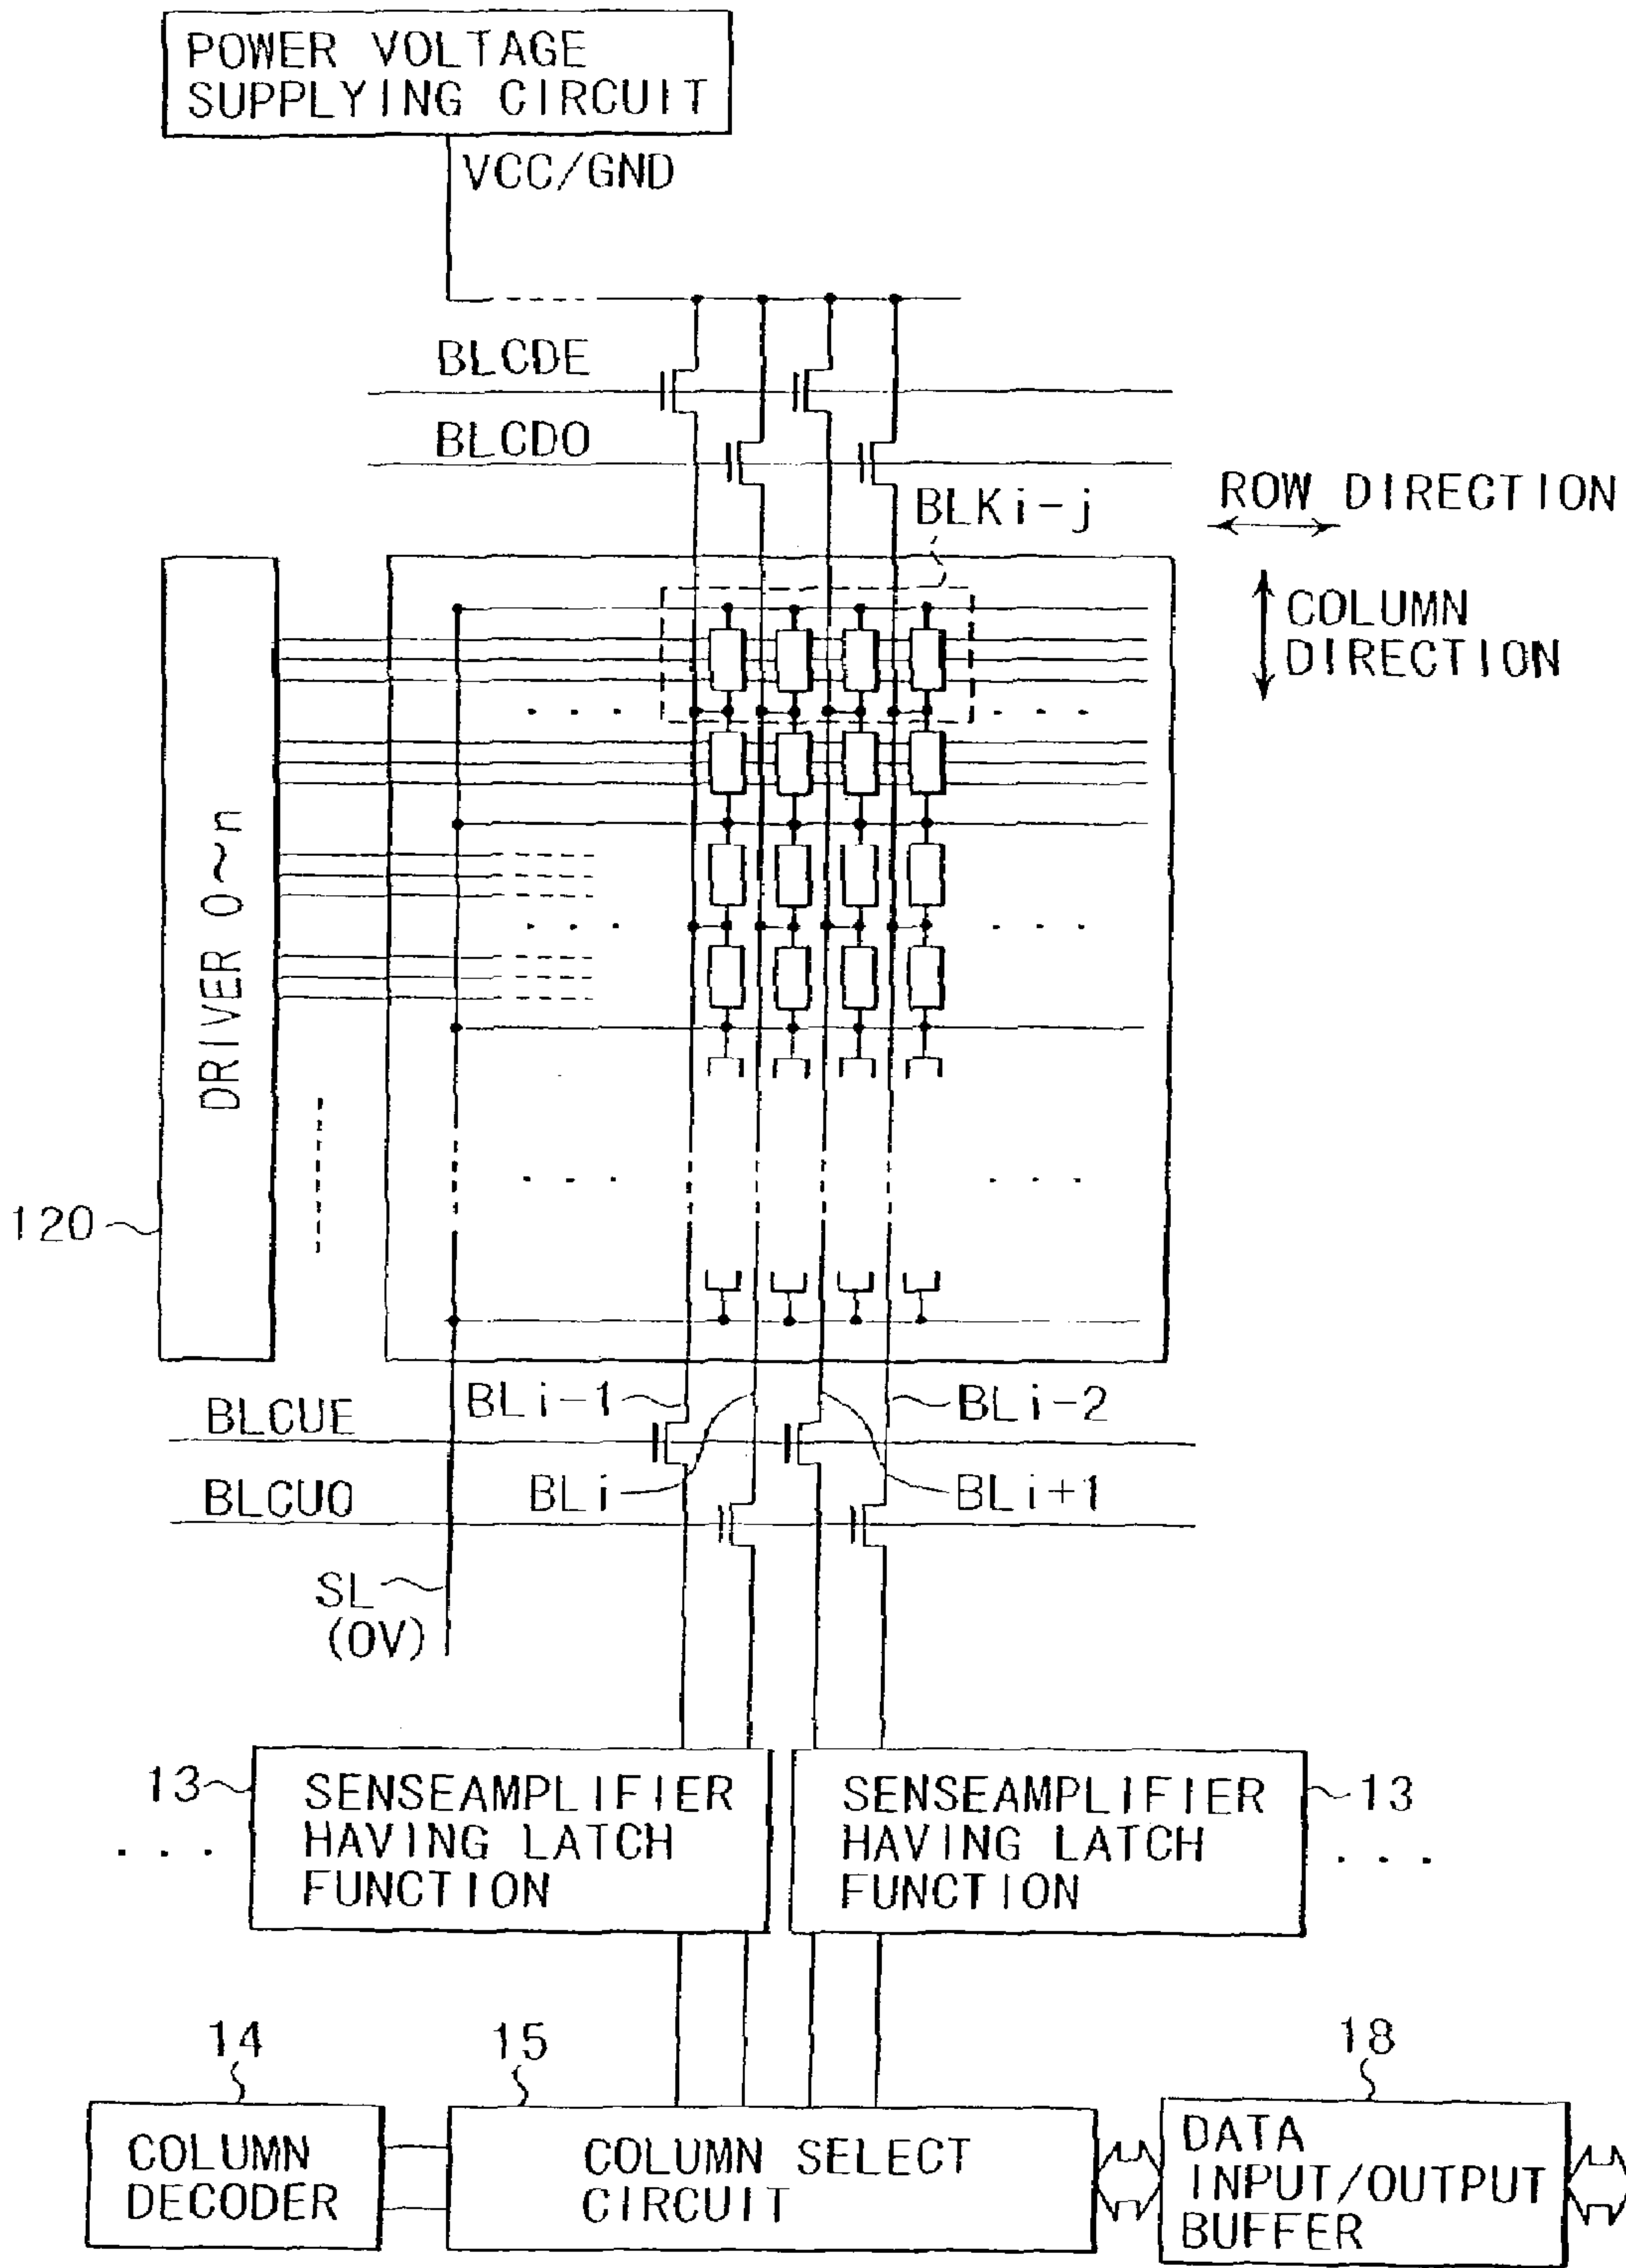 POWER VOLTAGE
SUPPLYING CIRCUIT
VCC/GND
BLCDE
BLCDO
BLKi-j
ROW DIRECTION
COLUMN
DIRECTION
DRIVER 0~n
120
BLi-1
BLi-2
BLCUE
BLi
BLi+1
BLCUO
SL
(0V)
13
SENSEAMPLIFIER
HAVING LATCH
FUNCTION
. . .
SENSEAMPLIFIER
HAVING LATCH
FUNCTION
13
. . .
14
COLUMN
DECODER
15
COLUMN SELECT
CIRCUIT
18
DATA
INPUT/OUTPUT
BUFFER